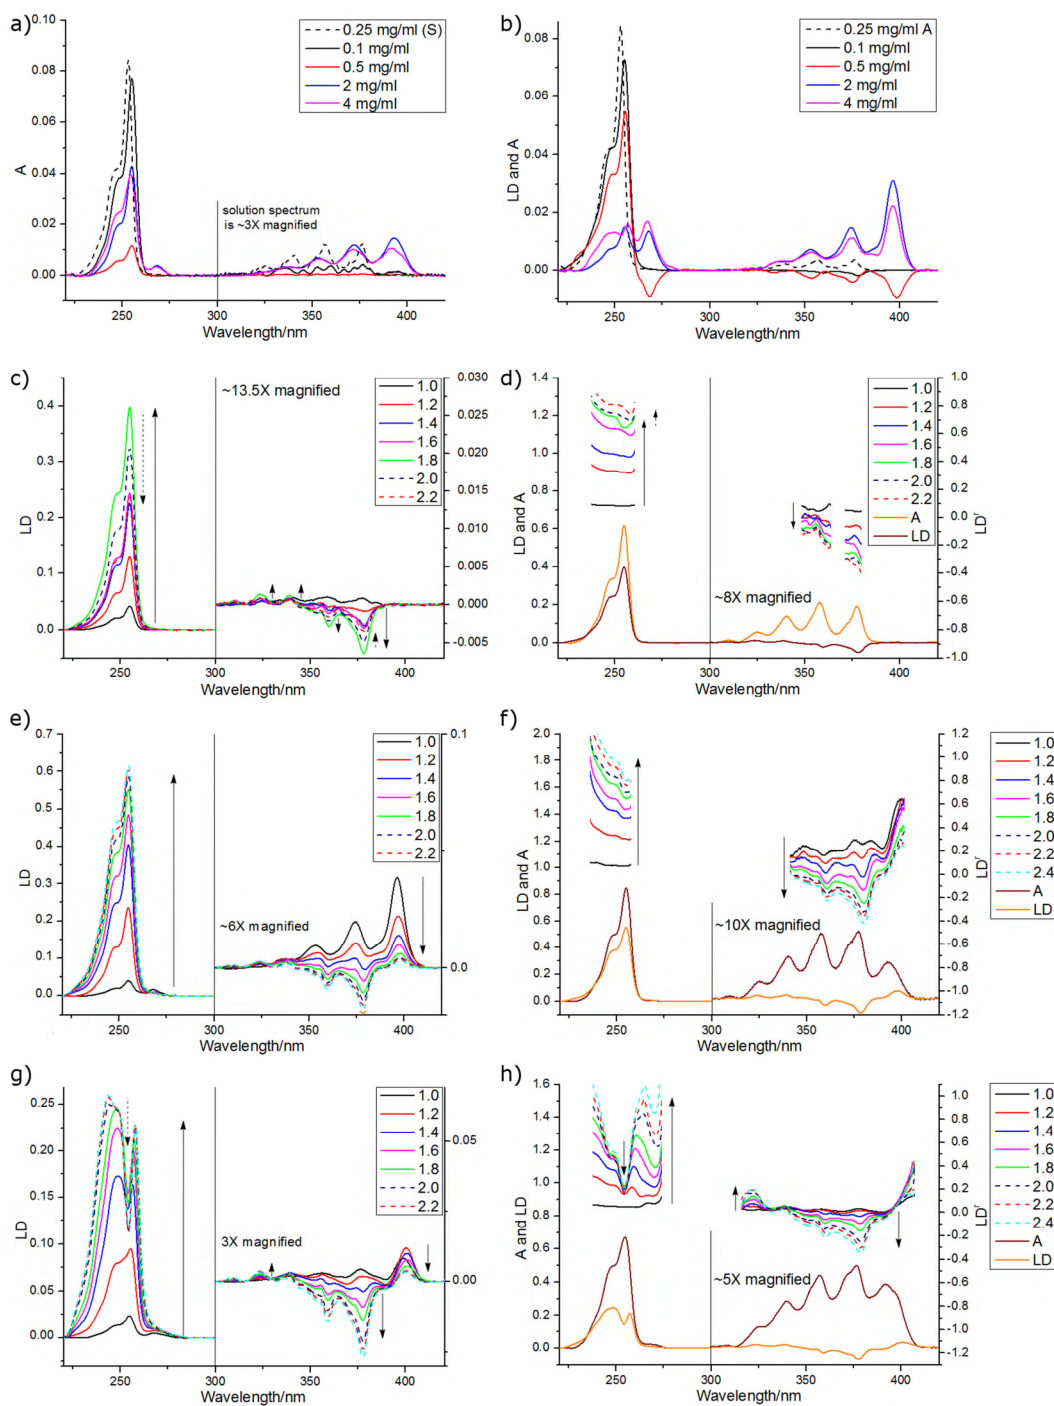 a)
0.10
0.08
0.06
0.04
0.02
0.00
A
0.25 mg/ml (S)
0.1 mg/ml
0.5 mg/ml
2 mg/ml
4 mg/ml
solution spectrum
is ~3X magnified
250 300 350 400
Wavelength/nm
b)
0.08
0.06
0.04
0.02
0.00
LD and A
0.25 mg/ml A
0.1 mg/ml
0.5 mg/ml
2 mg/ml
4 mg/ml
250 300 350 400
Wavelength/nm
c)
0.4
0.3
0.2
0.1
0.0
LD
~13.5X magnified
1.0
1.2
1.4
1.6
1.8
2.0
2.2
0.030
0.025
0.020
0.015
0.010
0.005
0.000
-0.005
250 300 350 400
Wavelength/nm
d)
1.4
1.2
1.0
0.8
0.6
0.4
0.2
0.0
LD and A
~8X magnified
1.0
1.2
1.4
1.6
1.8
2.0
2.2
A
LD
1.0
0.8
0.6
0.4
0.2
0.0
-0.2
-0.4
-0.6
-0.8
-1.0
LDr
250 300 350 400
Wavelength/nm
e)
0.7
0.6
0.5
0.4
0.3
0.2
0.1
0.0
LD
~6X magnified
1.0
1.2
1.4
1.6
1.8
2.0
2.2
0.1
0.0
250 300 350 400
Wavelength/nm
f)
2.0
1.8
1.6
1.4
1.2
1.0
0.8
0.6
0.4
0.2
0.0
LD and A
~10X magnified
1.2
1.0
0.8
0.6
0.4
0.2
0.0
-0.2
-0.4
-0.6
-0.8
-1.0
-1.2
LDr
1.0
1.2
1.4
1.6
1.8
2.0
2.2
2.4
A
LD
250 300 350 400
Wavelength/nm
g)
0.25
0.20
0.15
0.10
0.05
0.00
LD
3X magnified
1.0
1.2
1.4
1.6
1.8
2.0
2.2
0.05
0.00
250 300 350 400
Wavelength/nm
h)
1.6
1.4
1.2
1.0
0.8
0.6
0.4
0.2
0.0
A and LD
~5X magnified
1.0
0.8
0.6
0.4
0.2
0.0
-0.2
-0.4
-0.6
-0.8
-1.0
-1.2
LDr
1.0
1.2
1.4
1.6
1.8
2.0
2.2
2.4
A
LD
250 300 350 400
Wavelength/nm